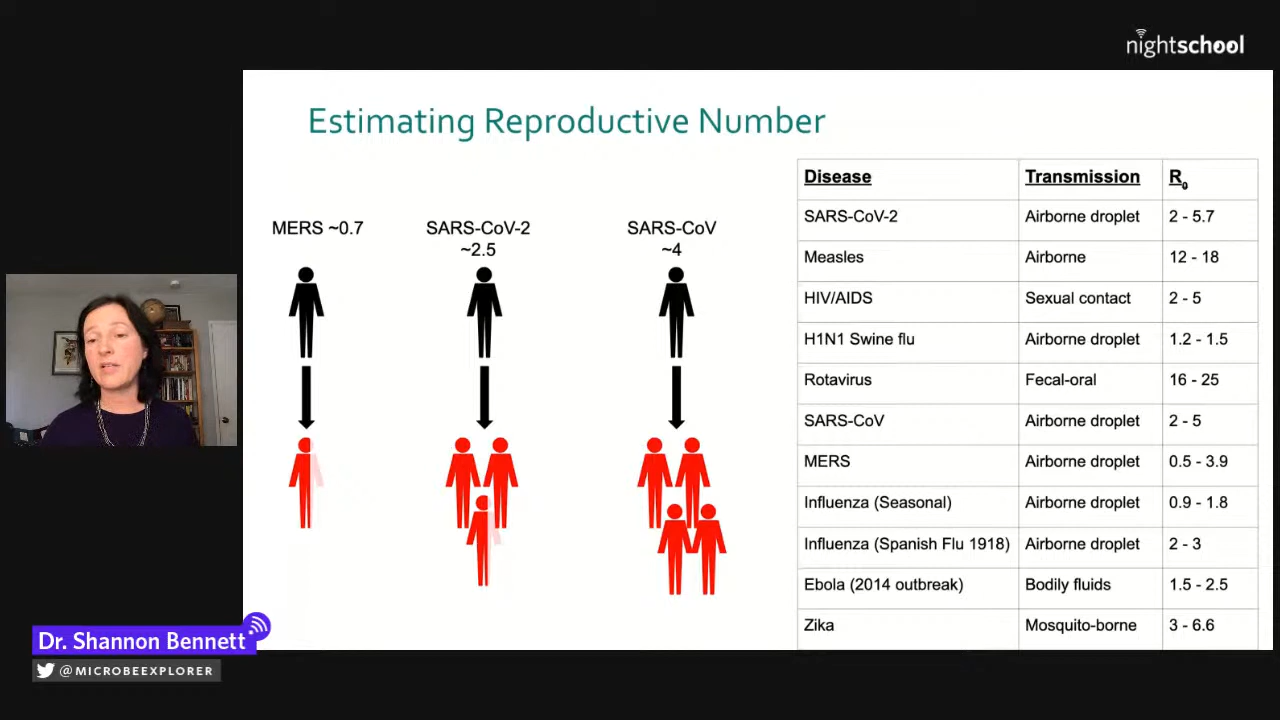 nightschool
Estimating Reproductive Number
MERS ~0.7
SARS-CoV-2
~2.5
SARS-CoV
~4
Disease Transmission R0
SARS-CoV-2 Airborne droplet 2 - 5.7
Measles Airborne 12 - 18
HIV/AIDS Sexual contact 2 - 5
H1N1 Swine flu Airborne droplet 1.2 - 1.5
Rotavirus Fecal-oral 16 - 25
SARS-CoV Airborne droplet 2 - 5
MERS Airborne droplet 0.5 - 3.9
Influenza (Seasonal) Airborne droplet 0.9 - 1.8
Influenza (Spanish Flu 1918) Airborne droplet 2 - 3
Ebola (2014 outbreak) Bodily fluids 1.5 - 2.5
Zika Mosquito-borne 3 - 6.6
Dr. Shannon Bennett
@MICROBEEXPLORER